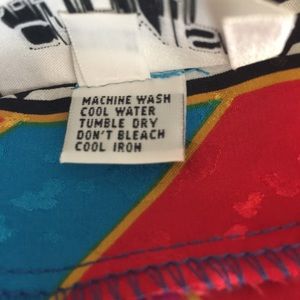 MACHINE WASH
COOL WATER
TUMBLE DRY
DON'T BLEACH
COOL IRON